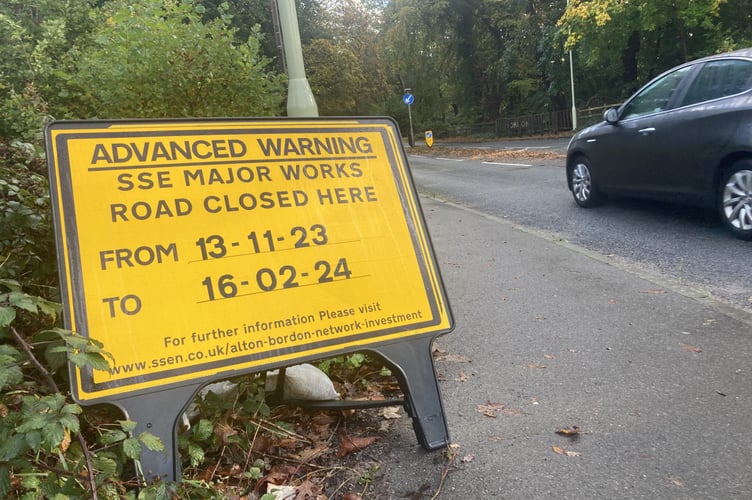 ADVANCED WARNING
SSE MAJOR WORKS
ROAD CLOSED HERE
FROM 13-11-23
TO 16-02-24
For further information Please visit
www.ssen.co.uk/alton-bordon-network-investment